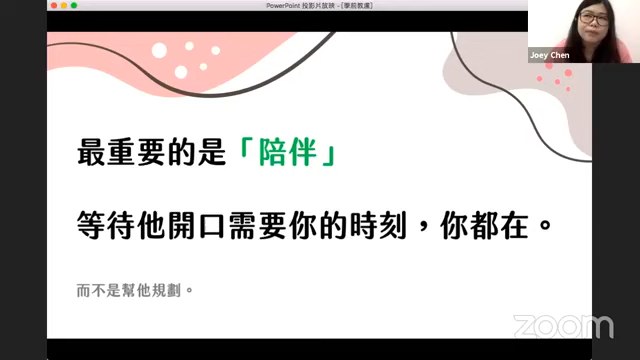 PowerPoint 投影片放映 - [學前教護]
Joey Chen
最重要的是「陪伴」
等待他開口需要你的時刻，你都在。
而不是幫他規劃。
zoom